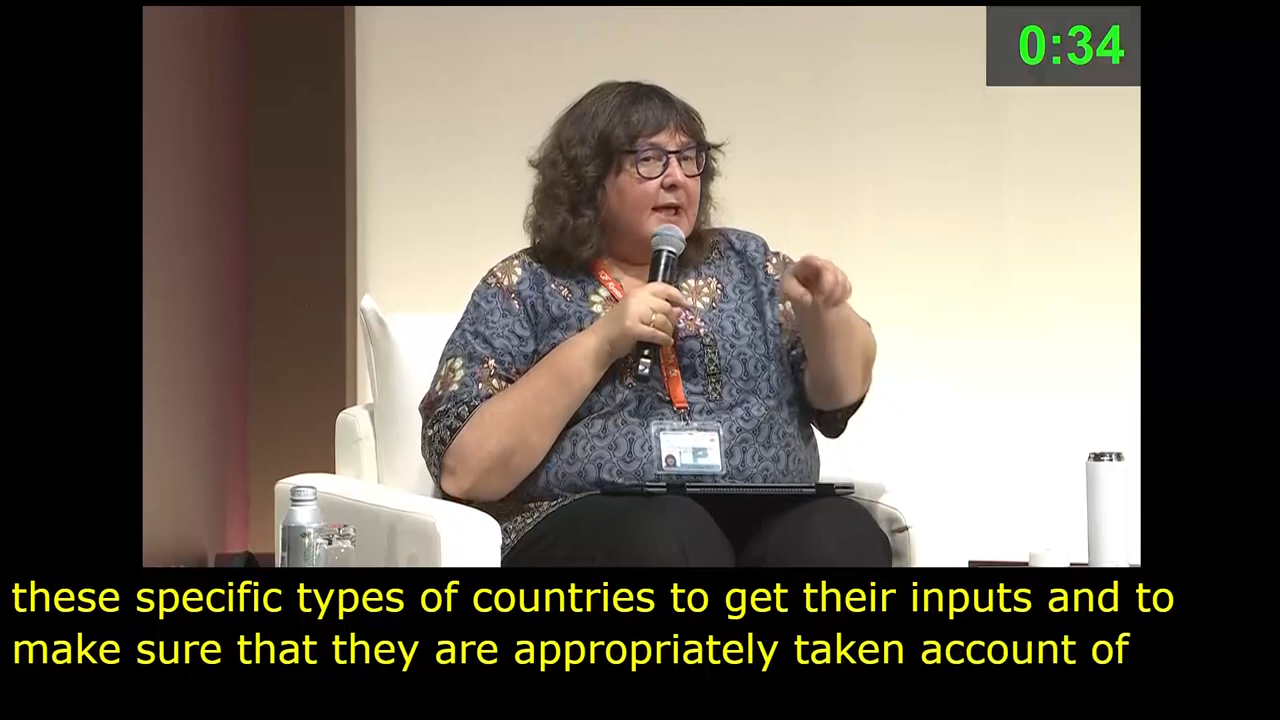 0:34
these specific types of countries to get their inputs and to
make sure that they are appropriately taken account of